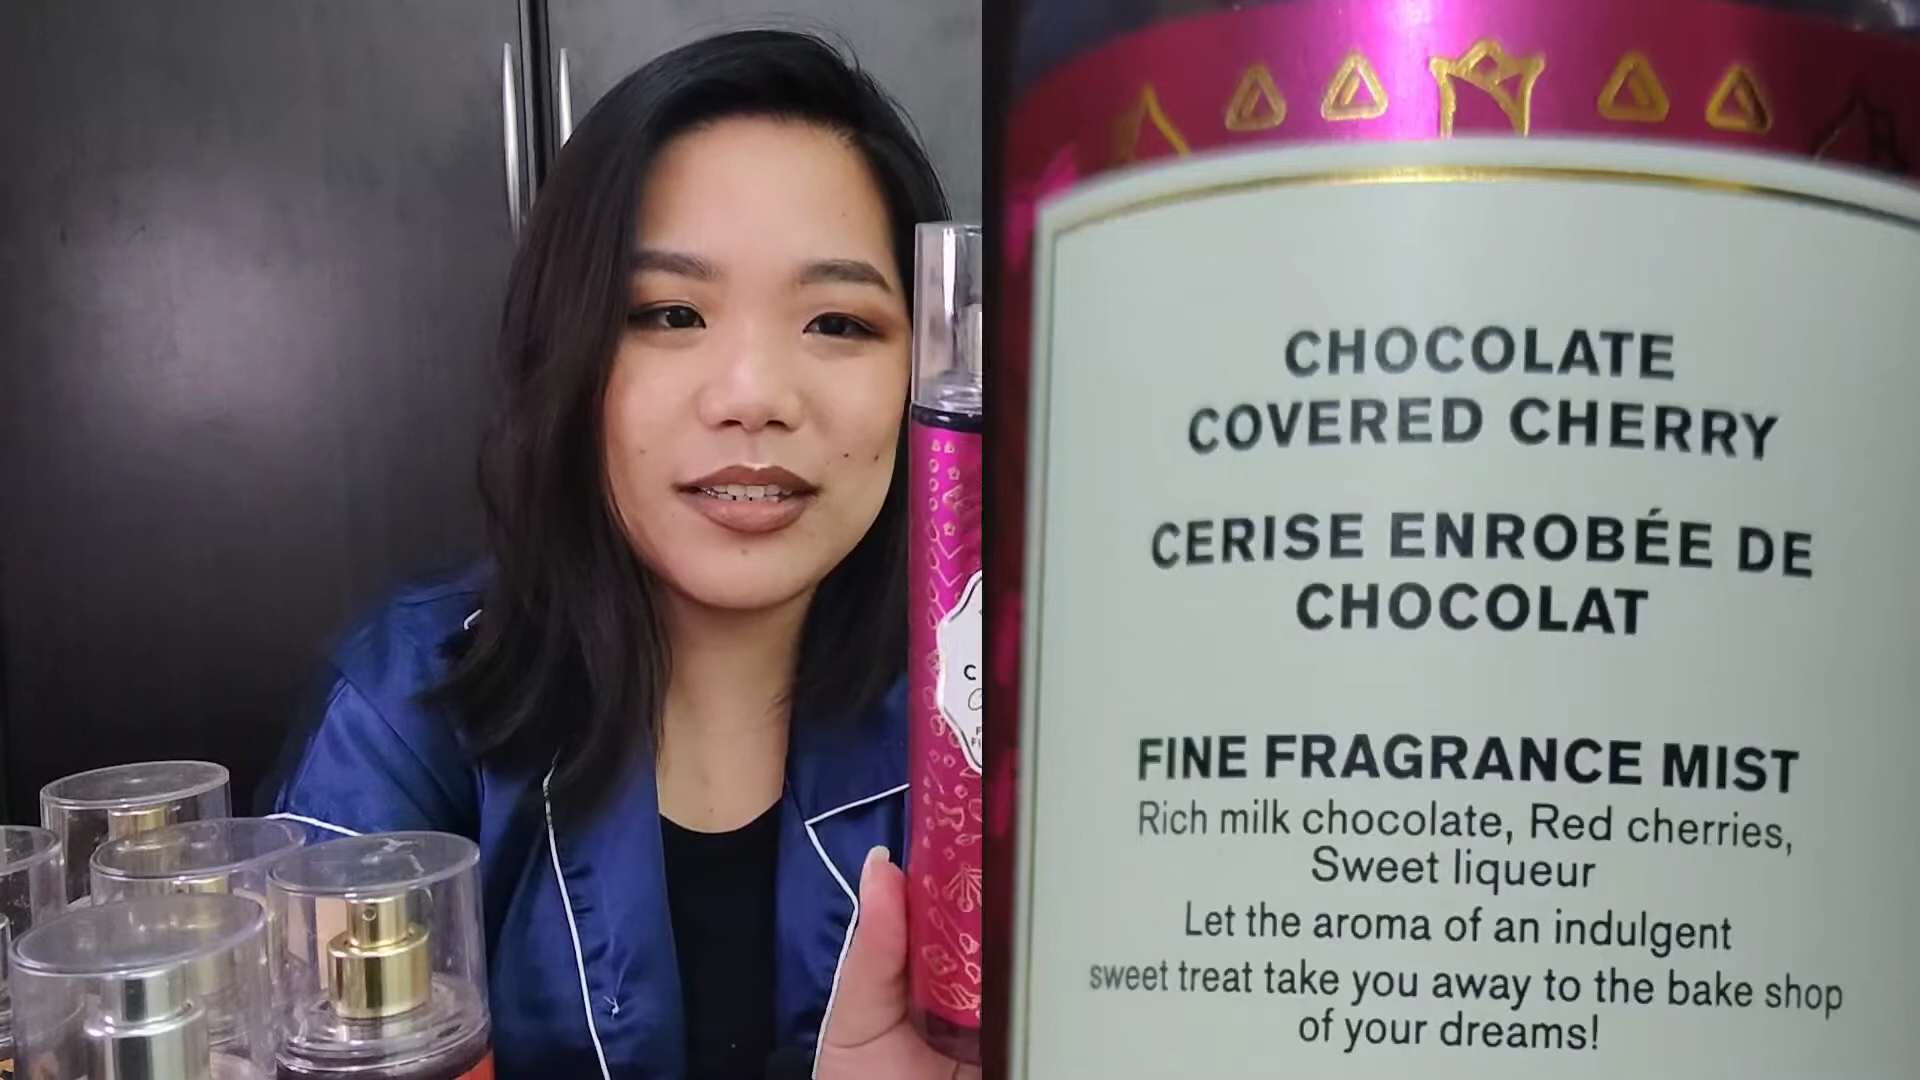 CHOCOLATE
COVERED CHERRY
CERISE ENROBÉE DE
CHOCOLAT
FINE FRAGRANCE MIST
Rich milk chocolate, Red cherries,
Sweet liqueur
Let the aroma of an indulgent
sweet treat take you away to the bake shop
of your dreams!